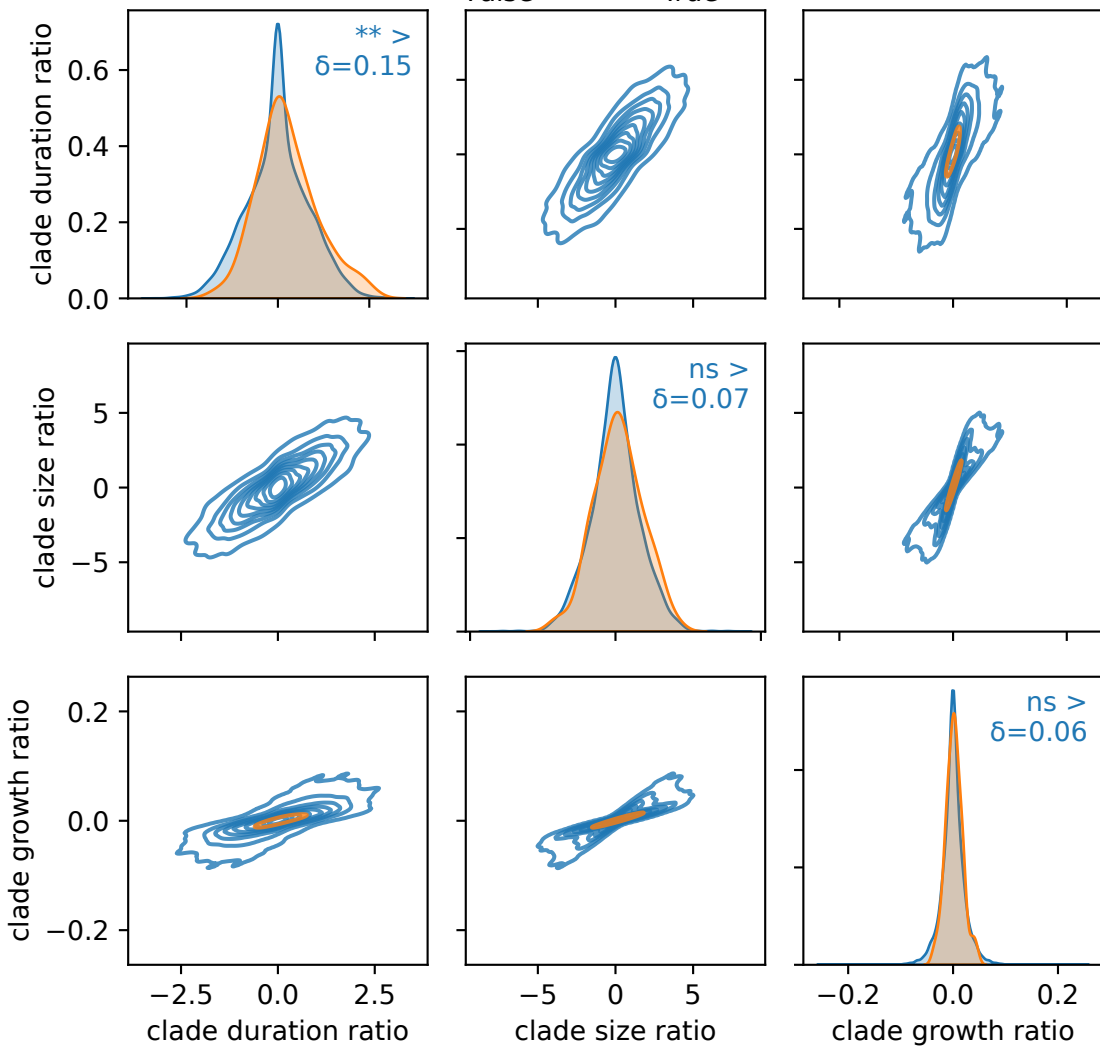 clade duration ratio
0.6
0.4
0.2
0.0
** >
δ=0.15
clade size ratio
5
0
−5
ns >
δ=0.07
clade growth ratio
0.2
0.0
−0.2
ns >
δ=0.06
−2.5 0.0 2.5
−5 0 5
−0.2 0.0 0.2
clade duration ratio
clade size ratio
clade growth ratio